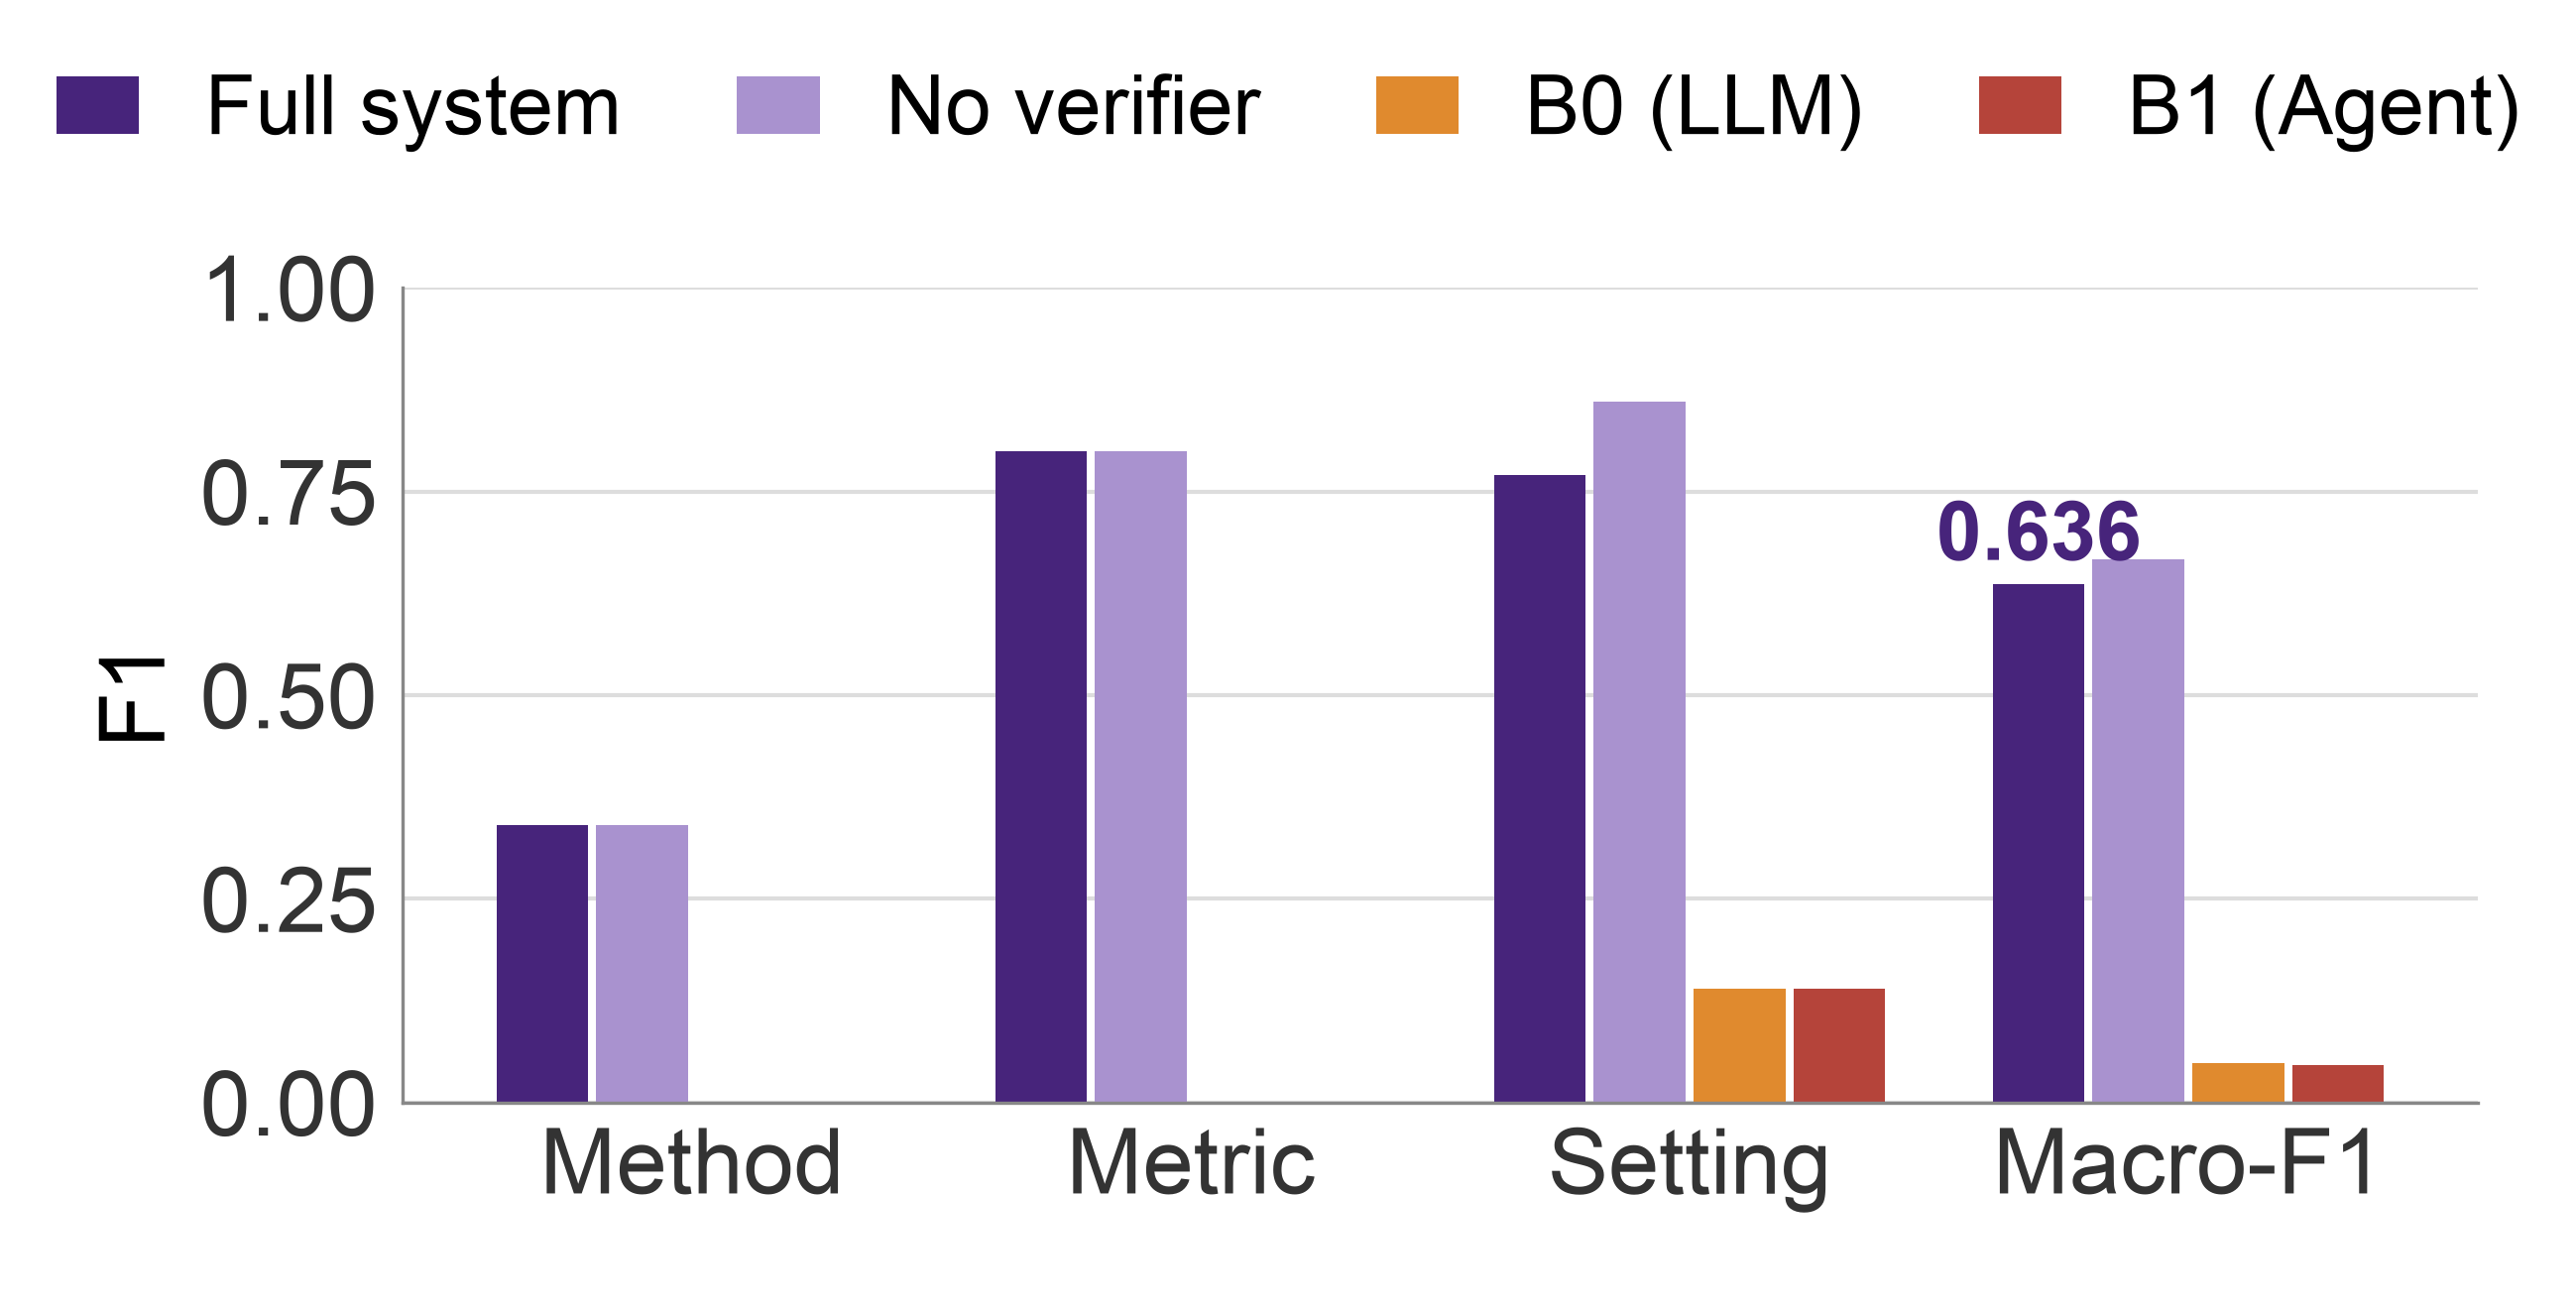 Full system No verifier B0 (LLM) B1 (Agent)
1.00
0.75
0.636
0.50
F1
0.25
0.00
Method Metric Setting Macro-F1